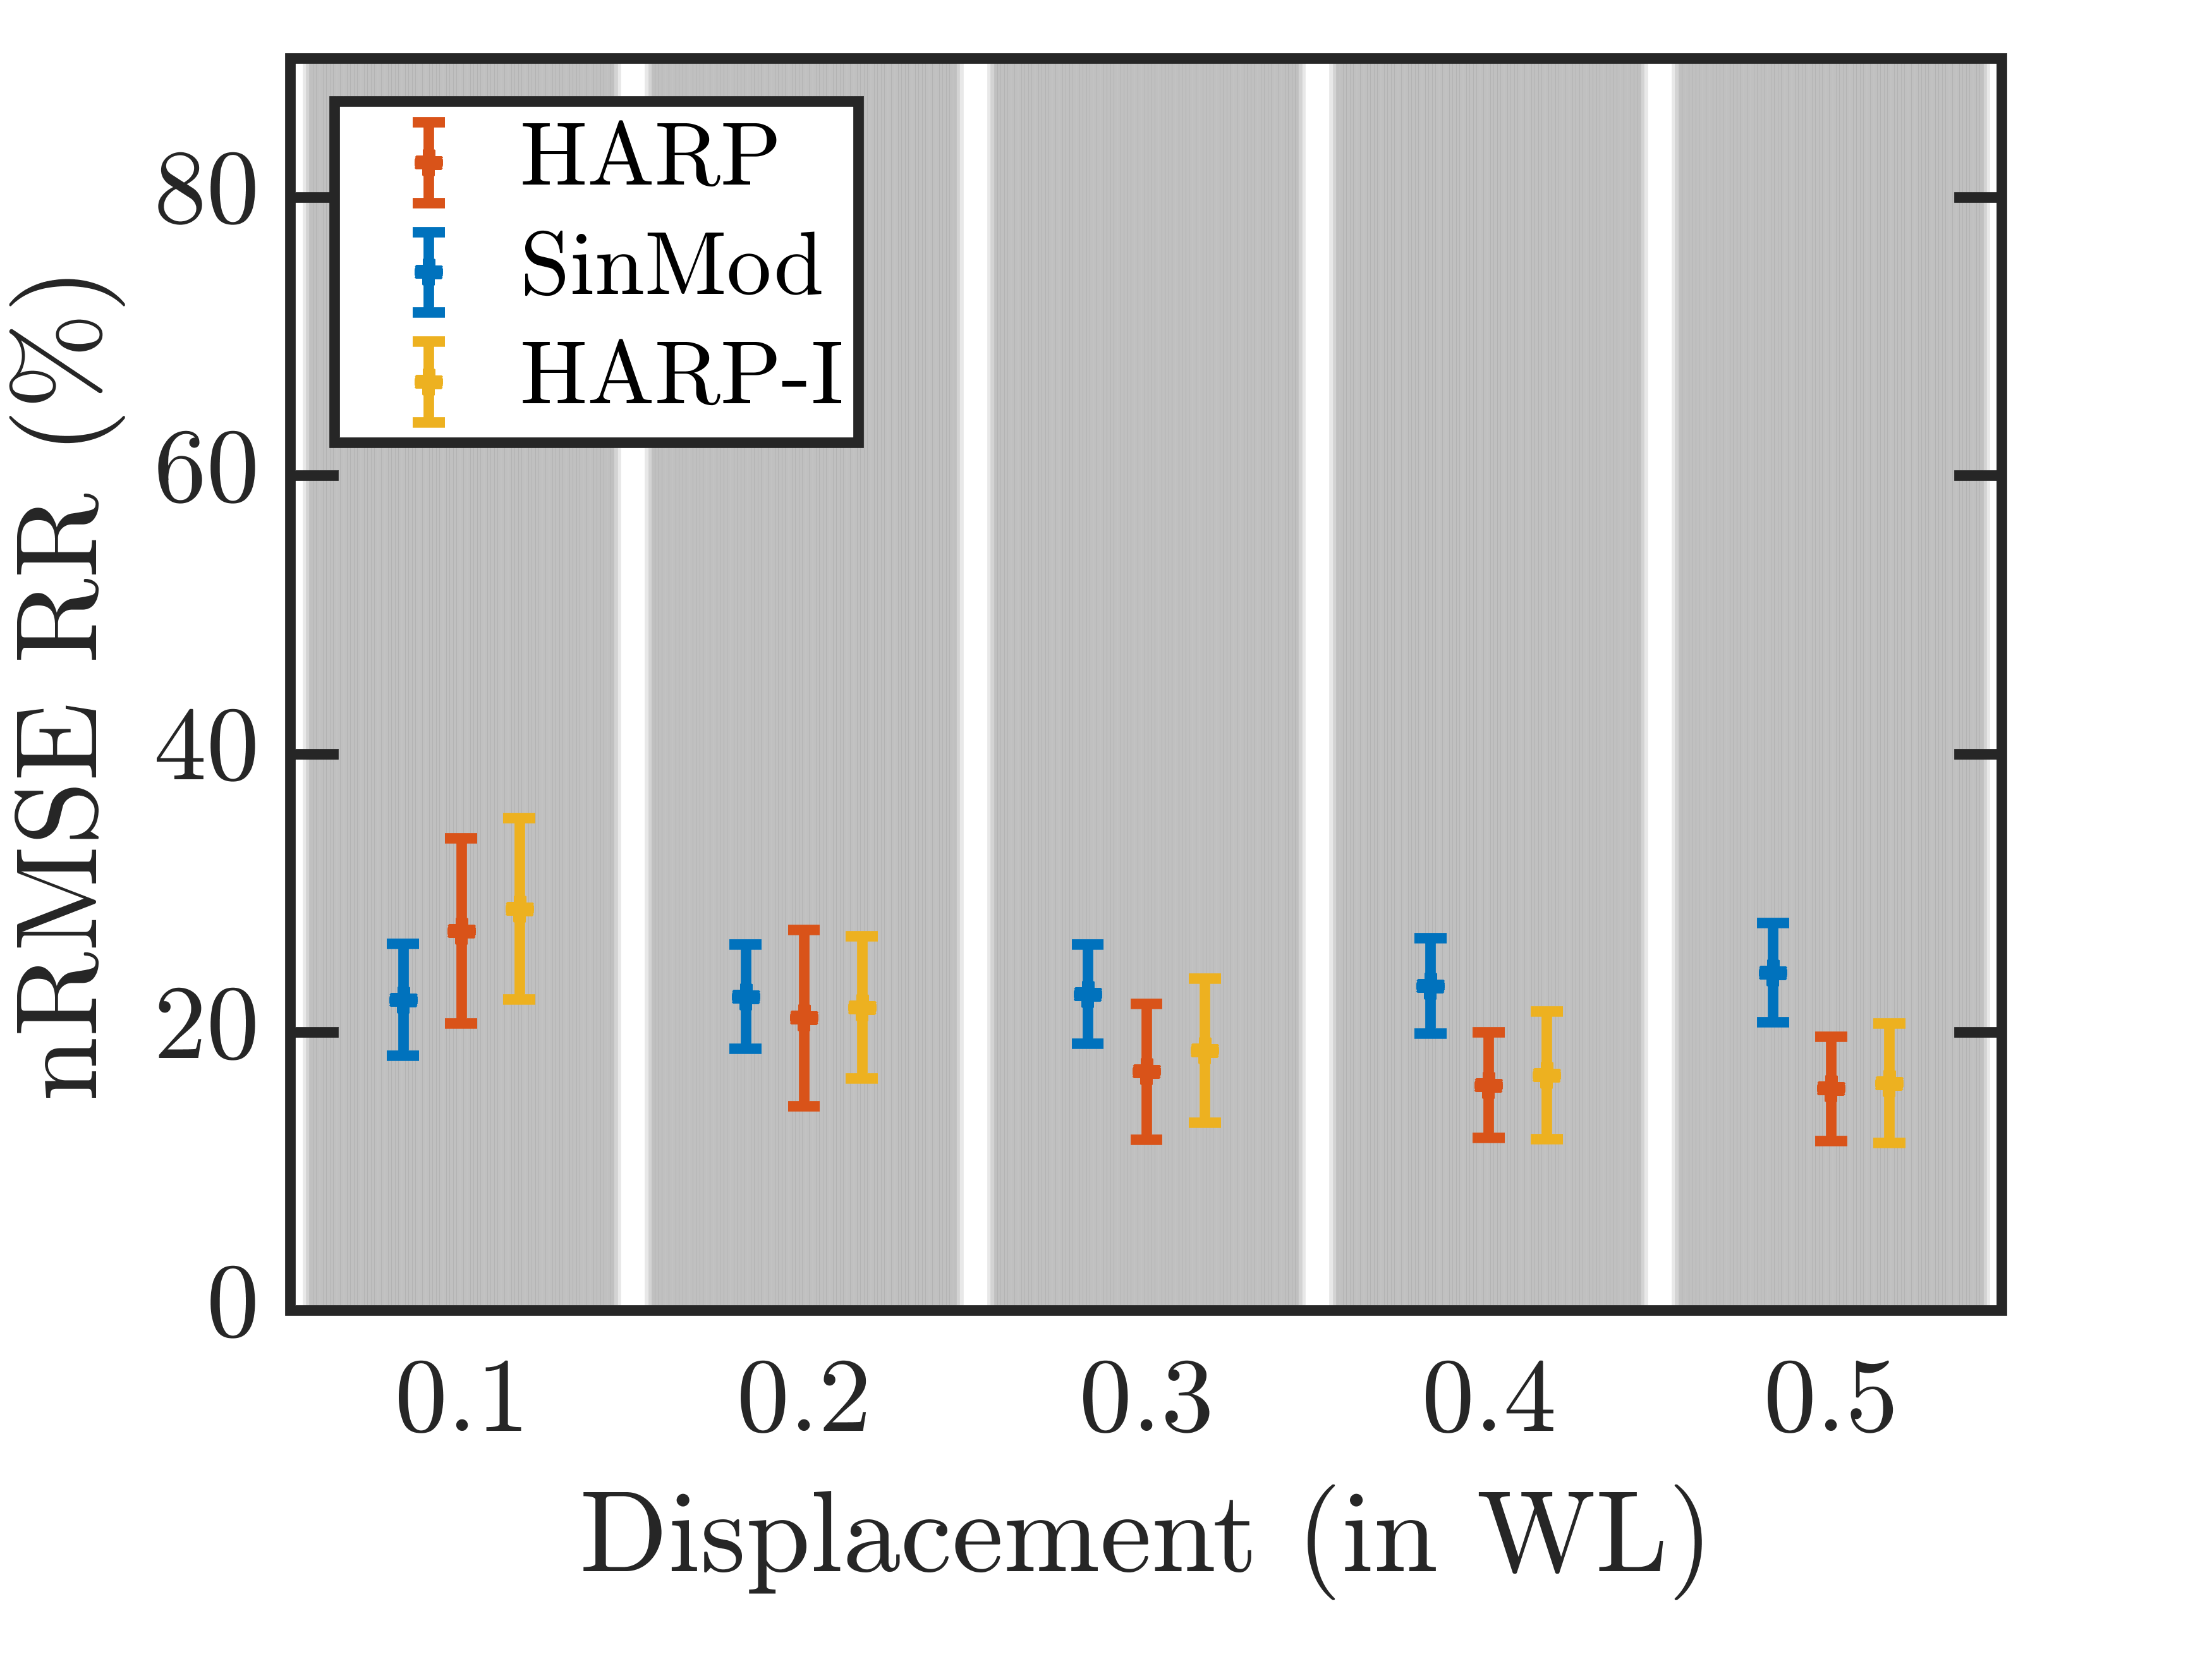 HARP
SinMod
HARP-I
80
60
40
20
0
nRMSE RR (%)
0.1 0.2 0.3 0.4 0.5
Displacement (in WL)